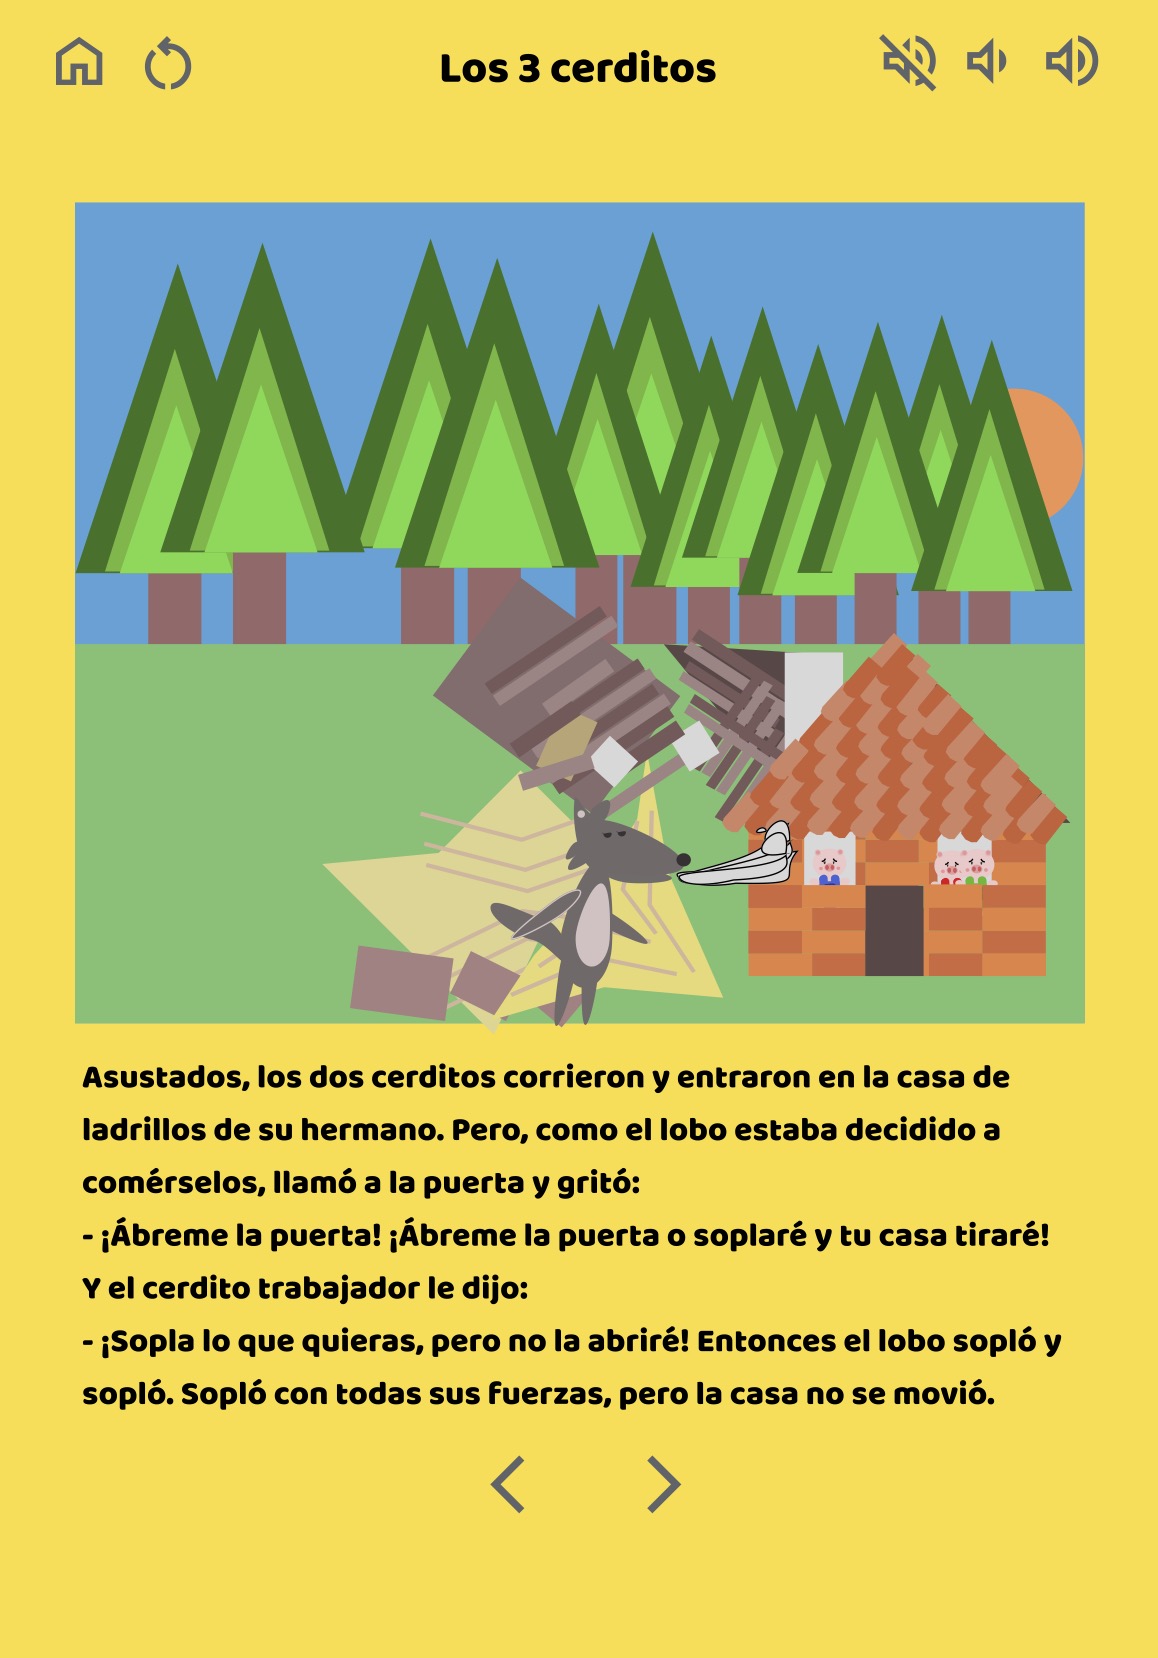 Los 3 cerditos
Asustados, los dos cerditos corrieron y entraron en la casa de
ladrillos de su hermano. Pero, como el lobo estaba decidido a
comérselos, llamó a la puerta y gritó:
- ¡Ábreme la puerta! ¡Ábreme la puerta o soplaré y tu casa tiraré!
Y el cerdito trabajador le dijo:
- ¡Sopla lo que quieras, pero no la abriré! Entonces el lobo sopló y
sopló. Sopló con todas sus fuerzas, pero la casa no se movió.